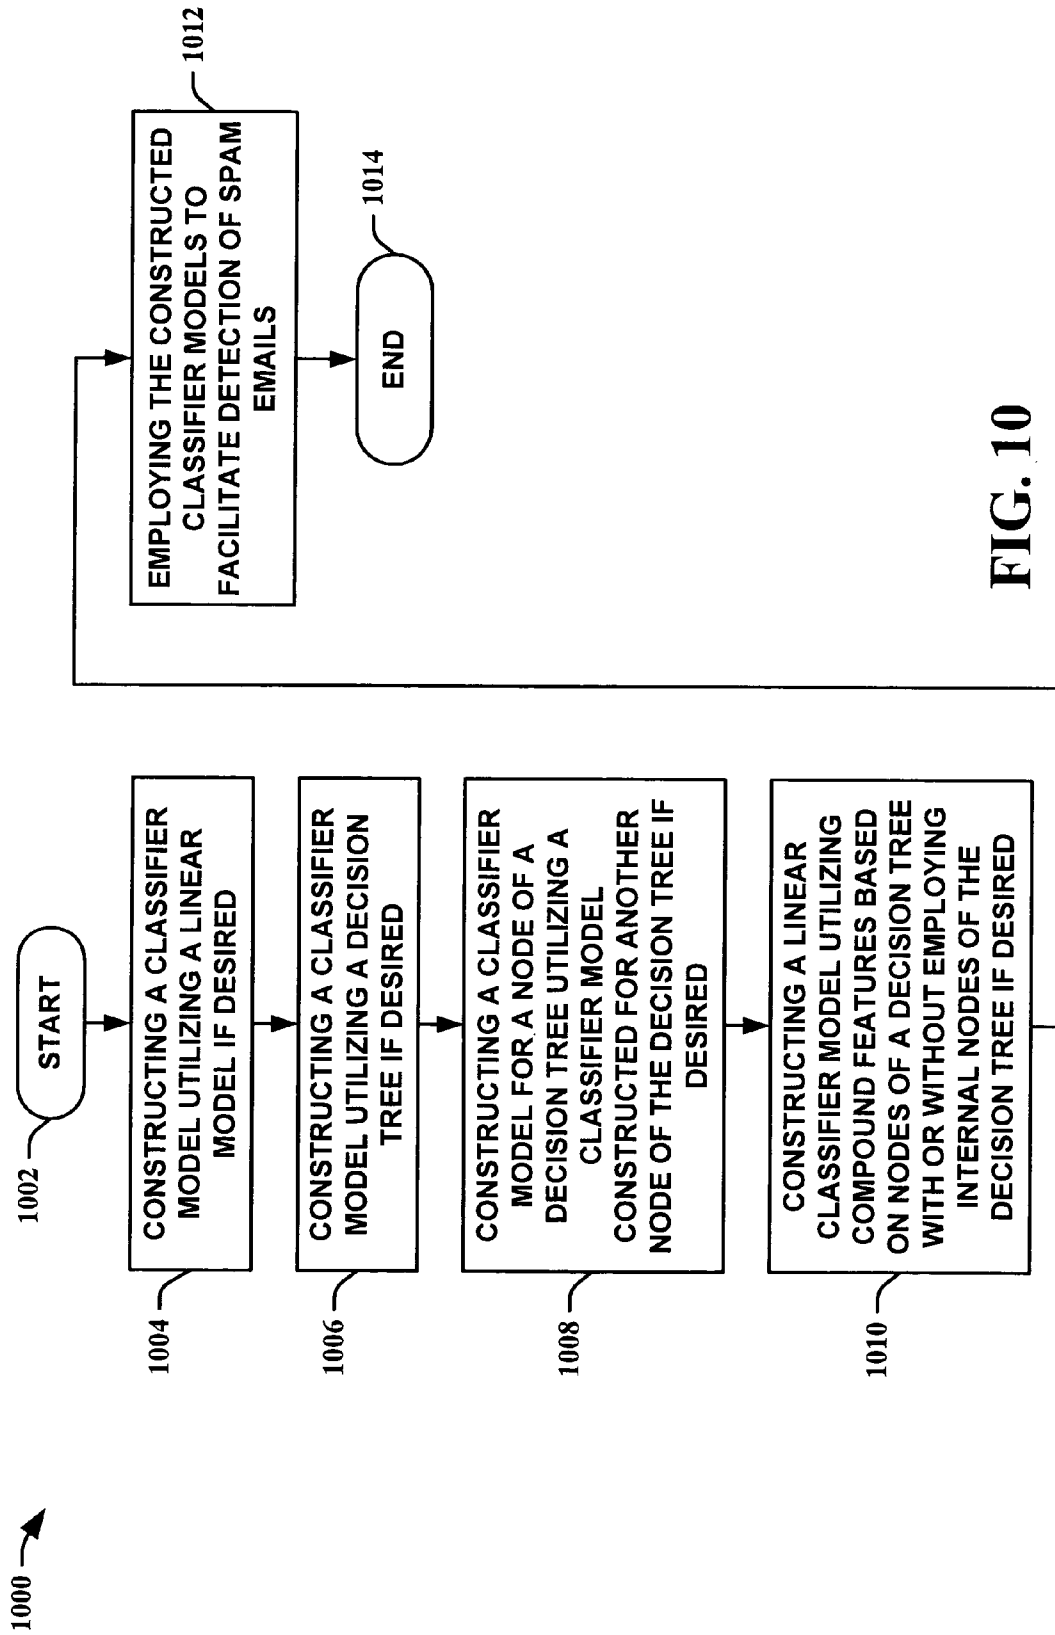 1000
1002
START
1004
CONSTRUCTING A CLASSIFIER
MODEL UTILIZING A LINEAR
MODEL IF DESIRED
1006
CONSTRUCTING A CLASSIFIER
MODEL UTILIZING A DECISION
TREE IF DESIRED
1008
CONSTRUCTING A CLASSIFIER
MODEL FOR A NODE OF A
DECISION TREE UTILIZING A
CLASSIFIER MODEL
CONSTRUCTED FOR ANOTHER
NODE OF THE DECISION TREE IF
DESIRED
1010
CONSTRUCTING A LINEAR
CLASSIFIER MODEL UTILIZING
COMPOUND FEATURES BASED
ON NODES OF A DECISION TREE
WITH OR WITHOUT EMPLOYING
INTERNAL NODES OF THE
DECISION TREE IF DESIRED
1012
EMPLOYING THE CONSTRUCTED
CLASSIFIER MODELS TO
FACILITATE DETECTION OF SPAM
EMAILS
1014
END
FIG. 10